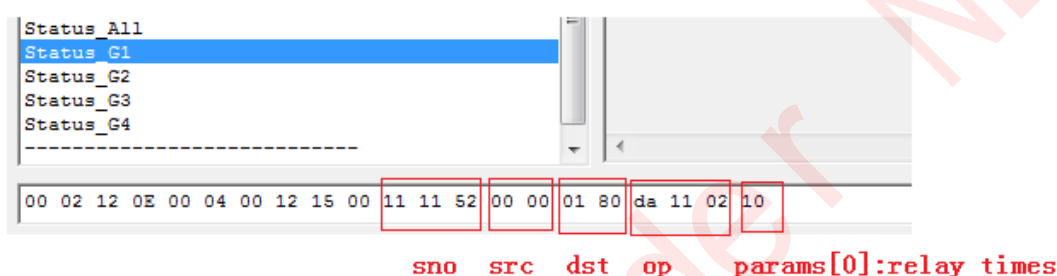 Status_All
Status_G1
Status_G2
Status_G3
Status_G4
----------------------------
00 02 12 0E 00 04 00 12 15 00 11 11 52 00 00 01 80 da 11 02 10
sno src dst op params[0]:relay times